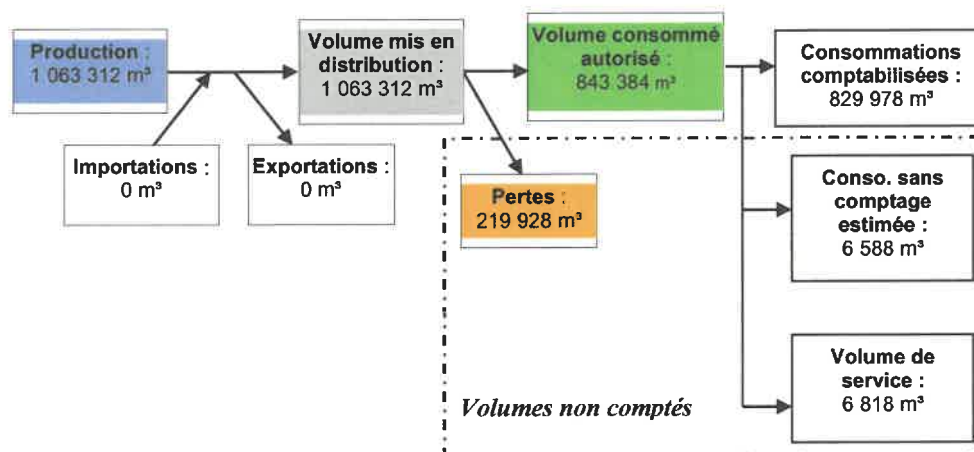 Production :
1 063 312 m³
Volume mis en
distribution :
1 063 312 m³
Volume consommé
autorisé :
843 384 m³
Consommations
comptabilisées :
829 978 m³
Importations :
0 m³
Exportations :
0 m³
Pertes :
219 928 m³
Conso. sans
comptage
estimée :
6 588 m³
Volume de
service :
6 818 m³
Volumes non comptés